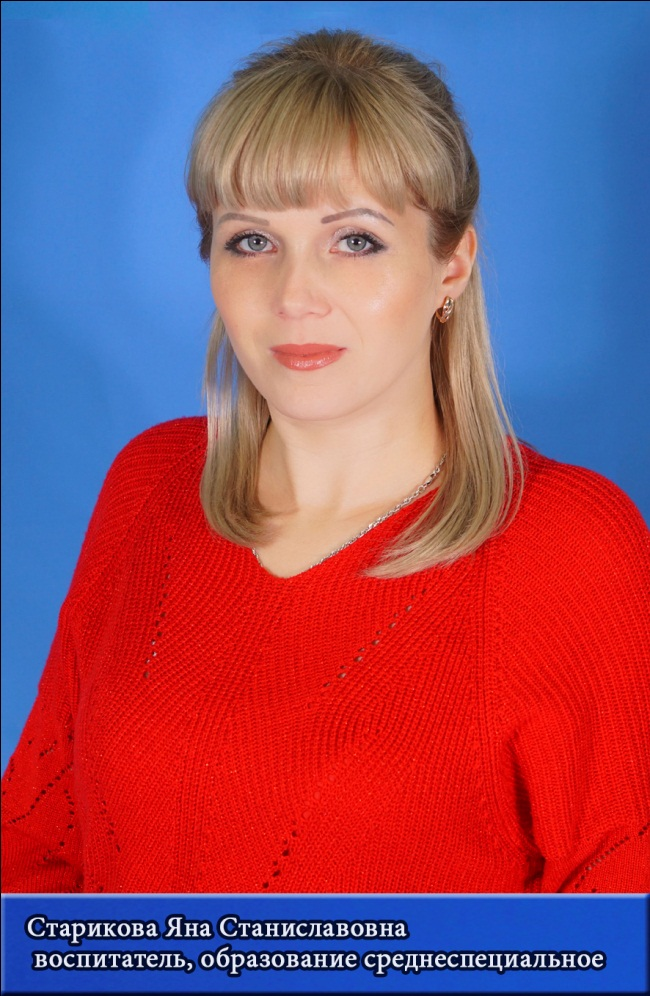 Старикова Яна Станиславовна
воспитатель, образование среднеспециальное